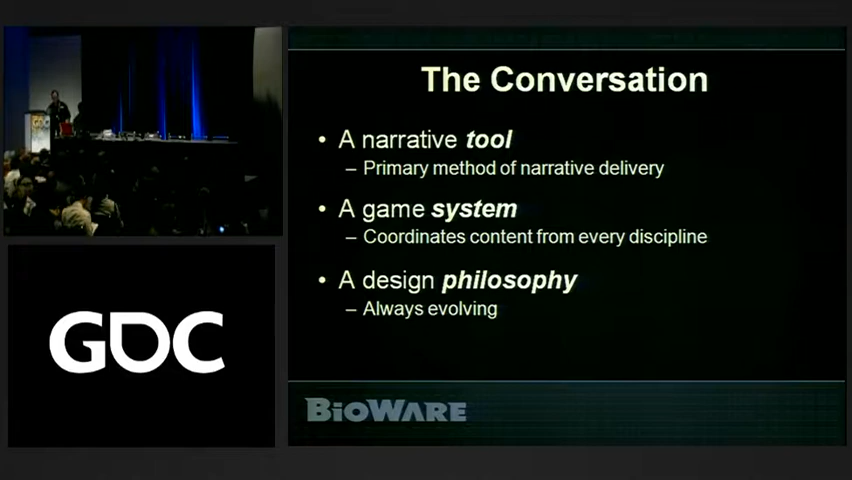 The Conversation
• A narrative tool
– Primary method of narrative delivery
• A game system
– Coordinates content from every discipline
• A design philosophy
– Always evolving
BIOWARE
GDC